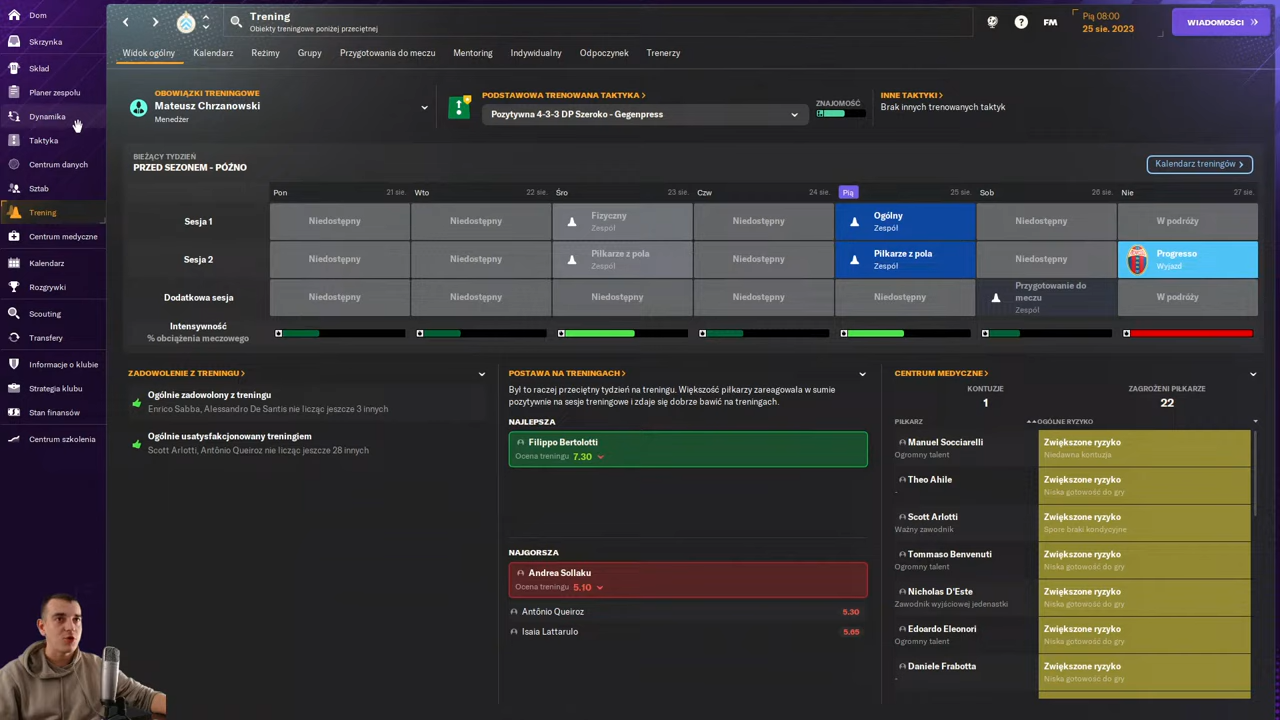 Dom
Skrzynka
Skład
Planer zespołu
Dynamika
Taktyka
Centrum danych
Sztab
Trening
Centrum medyczne
Kalendarz
Rozgrywki
Scouting
Transfery
Informacje o klubie
Strategia klubu
Stan finansów
Centrum szkolenia
Trening
Obiekty treningowe poniżej przeciętnej
FM
Pią 08:00
25 sie. 2023
WIADOMOŚCI
Widok ogólny
Kalendarz
Reżimy
Grupy
Przygotowania do meczu
Mentoring
Indywidualny
Odpoczynek
Trenerzy
OBOWIĄZKI TRENINGOWE
Mateusz Chrzanowski
Menedżer
PODSTAWOWA TRENOWANA TAKTYKA >
Pozytywna 4-3-3 DP Szeroko - Gegenpress
ZNAJOMOŚĆ
INNE TAKTYKI >
Brak innych trenowanych taktyk
BIEŻĄCY TYDZIEŃ
PRZED SEZONEM - PÓŹNO
Kalendarz treningów >
Pon 21 sie. Wto 22 sie. Śro 23 sie. Czw 24 sie. Pią 25 sie. Sob 26 sie. Nie 27 sie.
Sesja 1
Niedostępny
Niedostępny
Fizyczny
Zespół
Niedostępny
Ogólny
Zespół
Niedostępny
W podróży
Sesja 2
Niedostępny
Niedostępny
Piłkarze z pola
Zespół
Niedostępny
Piłkarze z pola
Zespół
Niedostępny
Progresso
Wyjazd
Dodatkowa sesja
Niedostępny
Niedostępny
Niedostępny
Niedostępny
Niedostępny
Przygotowanie do
meczu
Zespół
W podróży
Intensywność
% obciążenia meczowego
ZADOWOLENIE Z TRENINGU >
Ogólnie zadowolony z treningu
Enrico Sabba, Alessandro De Santis nie licząc jeszcze 3 innych
Ogólnie usatysfakcjonowany treningiem
Scott Arlotti, Antônio Queiroz nie licząc jeszcze 28 innych
POSTAWA NA TRENINGACH >
Był to raczej przeciętny tydzień na treningu. Większość piłkarzy zareagowała w sumie
pozytywnie na sesje treningowe i zdaje się dobrze bawić na treningach.
NAJLEPSZA
Filippo Bertolotti
Ocena treningu 7.30
NAJGORSZA
Andrea Sollaku
Ocena treningu 5.10
Antônio Queiroz 5.30
Isaia Lattarulo 5.65
CENTRUM MEDYCZNE >
KONTUZJE
1
ZAGROŻENI PIŁKARZE
22
PIŁKARZ
OGÓLNE RYZYKO
Manuel Socciarelli
Ogromny talent
Zwiększone ryzyko
Niedawna kontuzja
Theo Ahile
-
Zwiększone ryzyko
Niska gotowość do gry
Scott Arlotti
Ważny zawodnik
Zwiększone ryzyko
Spore braki kondycyjne
Tommaso Benvenuti
Ogromny talent
Zwiększone ryzyko
Niska gotowość do gry
Nicholas D'Este
Zawodnik wyjściowej jedenastki
Zwiększone ryzyko
Niska gotowość do gry
Edoardo Eleonori
Ogromny talent
Zwiększone ryzyko
Niska gotowość do gry
Daniele Frabotta
-
Zwiększone ryzyko
Niska gotowość do gry